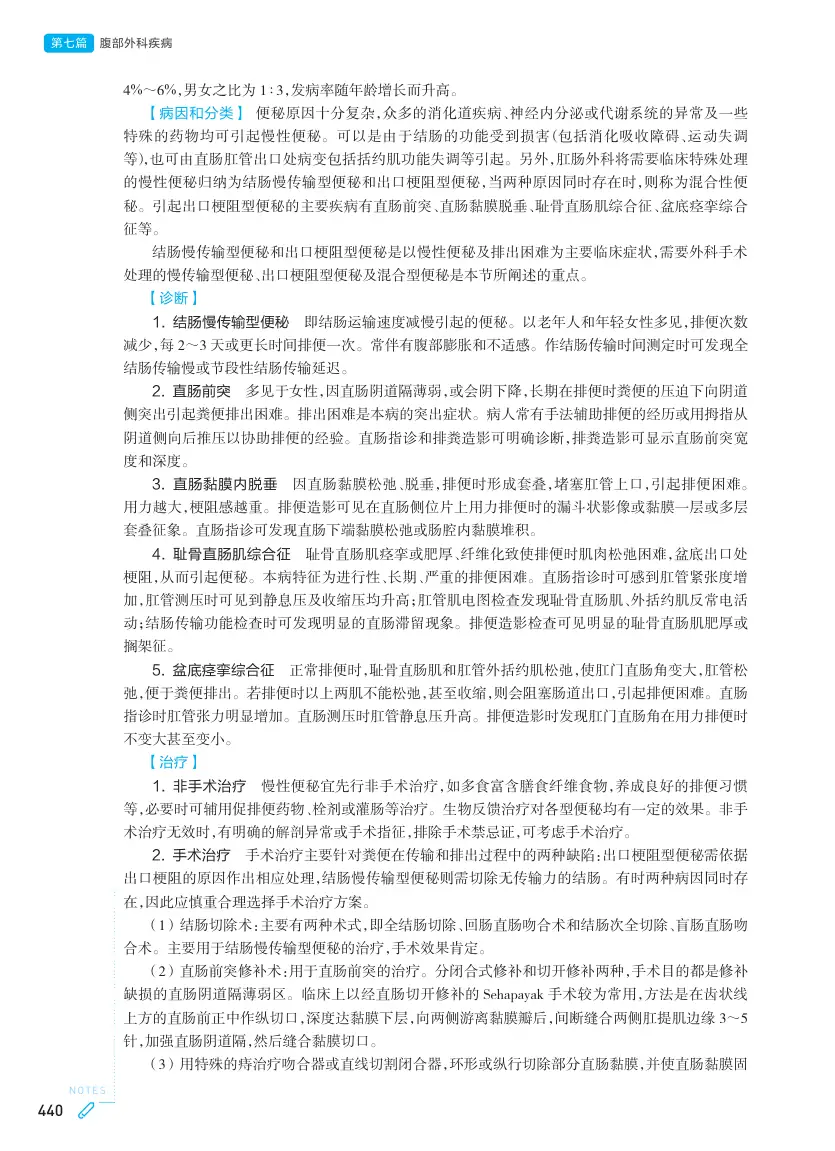 第七篇 腹部外科疾病
4%～6%,男女之比为 1∶3,发病率随年龄增长而升高。
【病因和分类】 便秘原因十分复杂,众多的消化道疾病、神经内分泌或代谢系统的异常及一些
特殊的药物均可引起慢性便秘。可以是由于结肠的功能受到损害(包括消化吸收障碍、运动失调
等),也可由直肠肛管出口处病变包括括约肌功能失调等引起。另外,肛肠外科将需要临床特殊处理
的慢性便秘归纳为结肠慢传输型便秘和出口梗阻型便秘,当两种原因同时存在时,则称为混合性便
秘。引起出口梗阻型便秘的主要疾病有直肠前突、直肠黏膜脱垂、耻骨直肠肌综合征、盆底痉挛综合
征等。
结肠慢传输型便秘和出口梗阻型便秘是以慢性便秘及排出困难为主要临床症状,需要外科手术
处理的慢传输型便秘、出口梗阻型便秘及混合型便秘是本节所阐述的重点。
【诊断】
1. 结肠慢传输型便秘 即结肠运输速度减慢引起的便秘。以老年人和年轻女性多见,排便次数
减少,每 2～3 天或更长时间排便一次。常伴有腹部膨胀和不适感。作结肠传输时间测定时可发现全
结肠传输慢或节段性结肠传输延迟。
2. 直肠前突 多见于女性,因直肠阴道隔薄弱,或会阴下降,长期在排便时粪便的压迫下向阴道
侧突出引起粪便排出困难。排出困难是本病的突出症状。病人常有手法辅助排便的经历或用拇指从
阴道侧向后推压以协助排便的经验。直肠指诊和排粪造影可明确诊断,排粪造影可显示直肠前突宽
度和深度。
3. 直肠黏膜内脱垂 因直肠黏膜松弛、脱垂,排便时形成套叠,堵塞肛管上口,引起排便困难。
用力越大,梗阻感越重。排便造影可见在直肠侧位片上用力排便时的漏斗状影像或黏膜一层或多层
套叠征象。直肠指诊可发现直肠下端黏膜松弛或肠腔内黏膜堆积。
4. 耻骨直肠肌综合征 耻骨直肠肌痉挛或肥厚、纤维化致使排便时肌肉松弛困难,盆底出口处
梗阻,从而引起便秘。本病特征为进行性、长期、严重的排便困难。直肠指诊时可感到肛管紧张度增
加,肛管测压时可见到静息压及收缩压均升高;肛管肌电图检查发现耻骨直肠肌、外括约肌反常电活
动;结肠传输功能检查时可发现明显的直肠滞留现象。排便造影检查可见明显的耻骨直肠肌肥厚或
搁架征。
5. 盆底痉挛综合征 正常排便时,耻骨直肠肌和肛管外括约肌松弛,使肛门直肠角变大,肛管松
弛,便于粪便排出。若排便时以上两肌不能松弛,甚至收缩,则会阻塞肠道出口,引起排便困难。直肠
指诊时肛管张力明显增加。直肠测压时肛管静息压升高。排便造影时发现肛门直肠角在用力排便时
不变大甚至变小。
【治疗】
1. 非手术治疗 慢性便秘宜先行非手术治疗,如多食富含膳食纤维食物,养成良好的排便习惯
等,必要时可辅用促排便药物、栓剂或灌肠等治疗。生物反馈治疗对各型便秘均有一定的效果。非手
术治疗无效时,有明确的解剖异常或手术指征,排除手术禁忌证,可考虑手术治疗。
2. 手术治疗 手术治疗主要针对粪便在传输和排出过程中的两种缺陷:出口梗阻型便秘需依据
出口梗阻的原因作出相应处理,结肠慢传输型便秘则需切除无传输力的结肠。有时两种病因同时存
在,因此应慎重合理选择手术治疗方案。
（1）结肠切除术:主要有两种术式,即全结肠切除、回肠直肠吻合术和结肠次全切除、盲肠直肠吻
合术。主要用于结肠慢传输型便秘的治疗,手术效果肯定。
（2）直肠前突修补术:用于直肠前突的治疗。分闭合式修补和切开修补两种,手术目的都是修补
缺损的直肠阴道隔薄弱区。临床上以经直肠切开修补的 Sehapayak 手术较为常用,方法是在齿状线
上方的直肠前正中作纵切口,深度达黏膜下层,向两侧游离黏膜瓣后,间断缝合两侧肛提肌边缘 3～5
针,加强直肠阴道隔,然后缝合黏膜切口。
（3）用特殊的痔治疗吻合器或直线切割闭合器,环形或纵行切除部分直肠黏膜,并使直肠黏膜固
NOTES
440